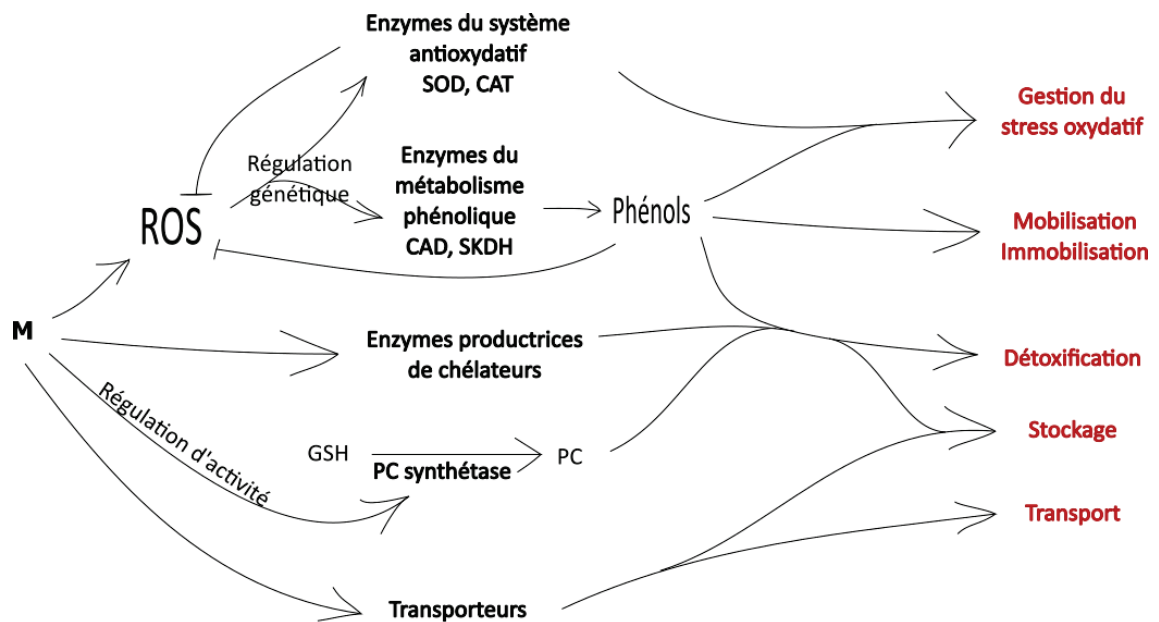 Enzymes du système
antioxydatif
SOD, CAT
Gestion du
stress oxydatif
Régulation
génétique
Enzymes du
métabolisme
phénolique
CAD, SKDH
ROS
Phénols
Mobilisation
Immobilisation
M
Enzymes productrices
de chélateurs
Détoxification
Régulation d'activité
GSH
PC synthétase
PC
Stockage
Transport
Transporteurs